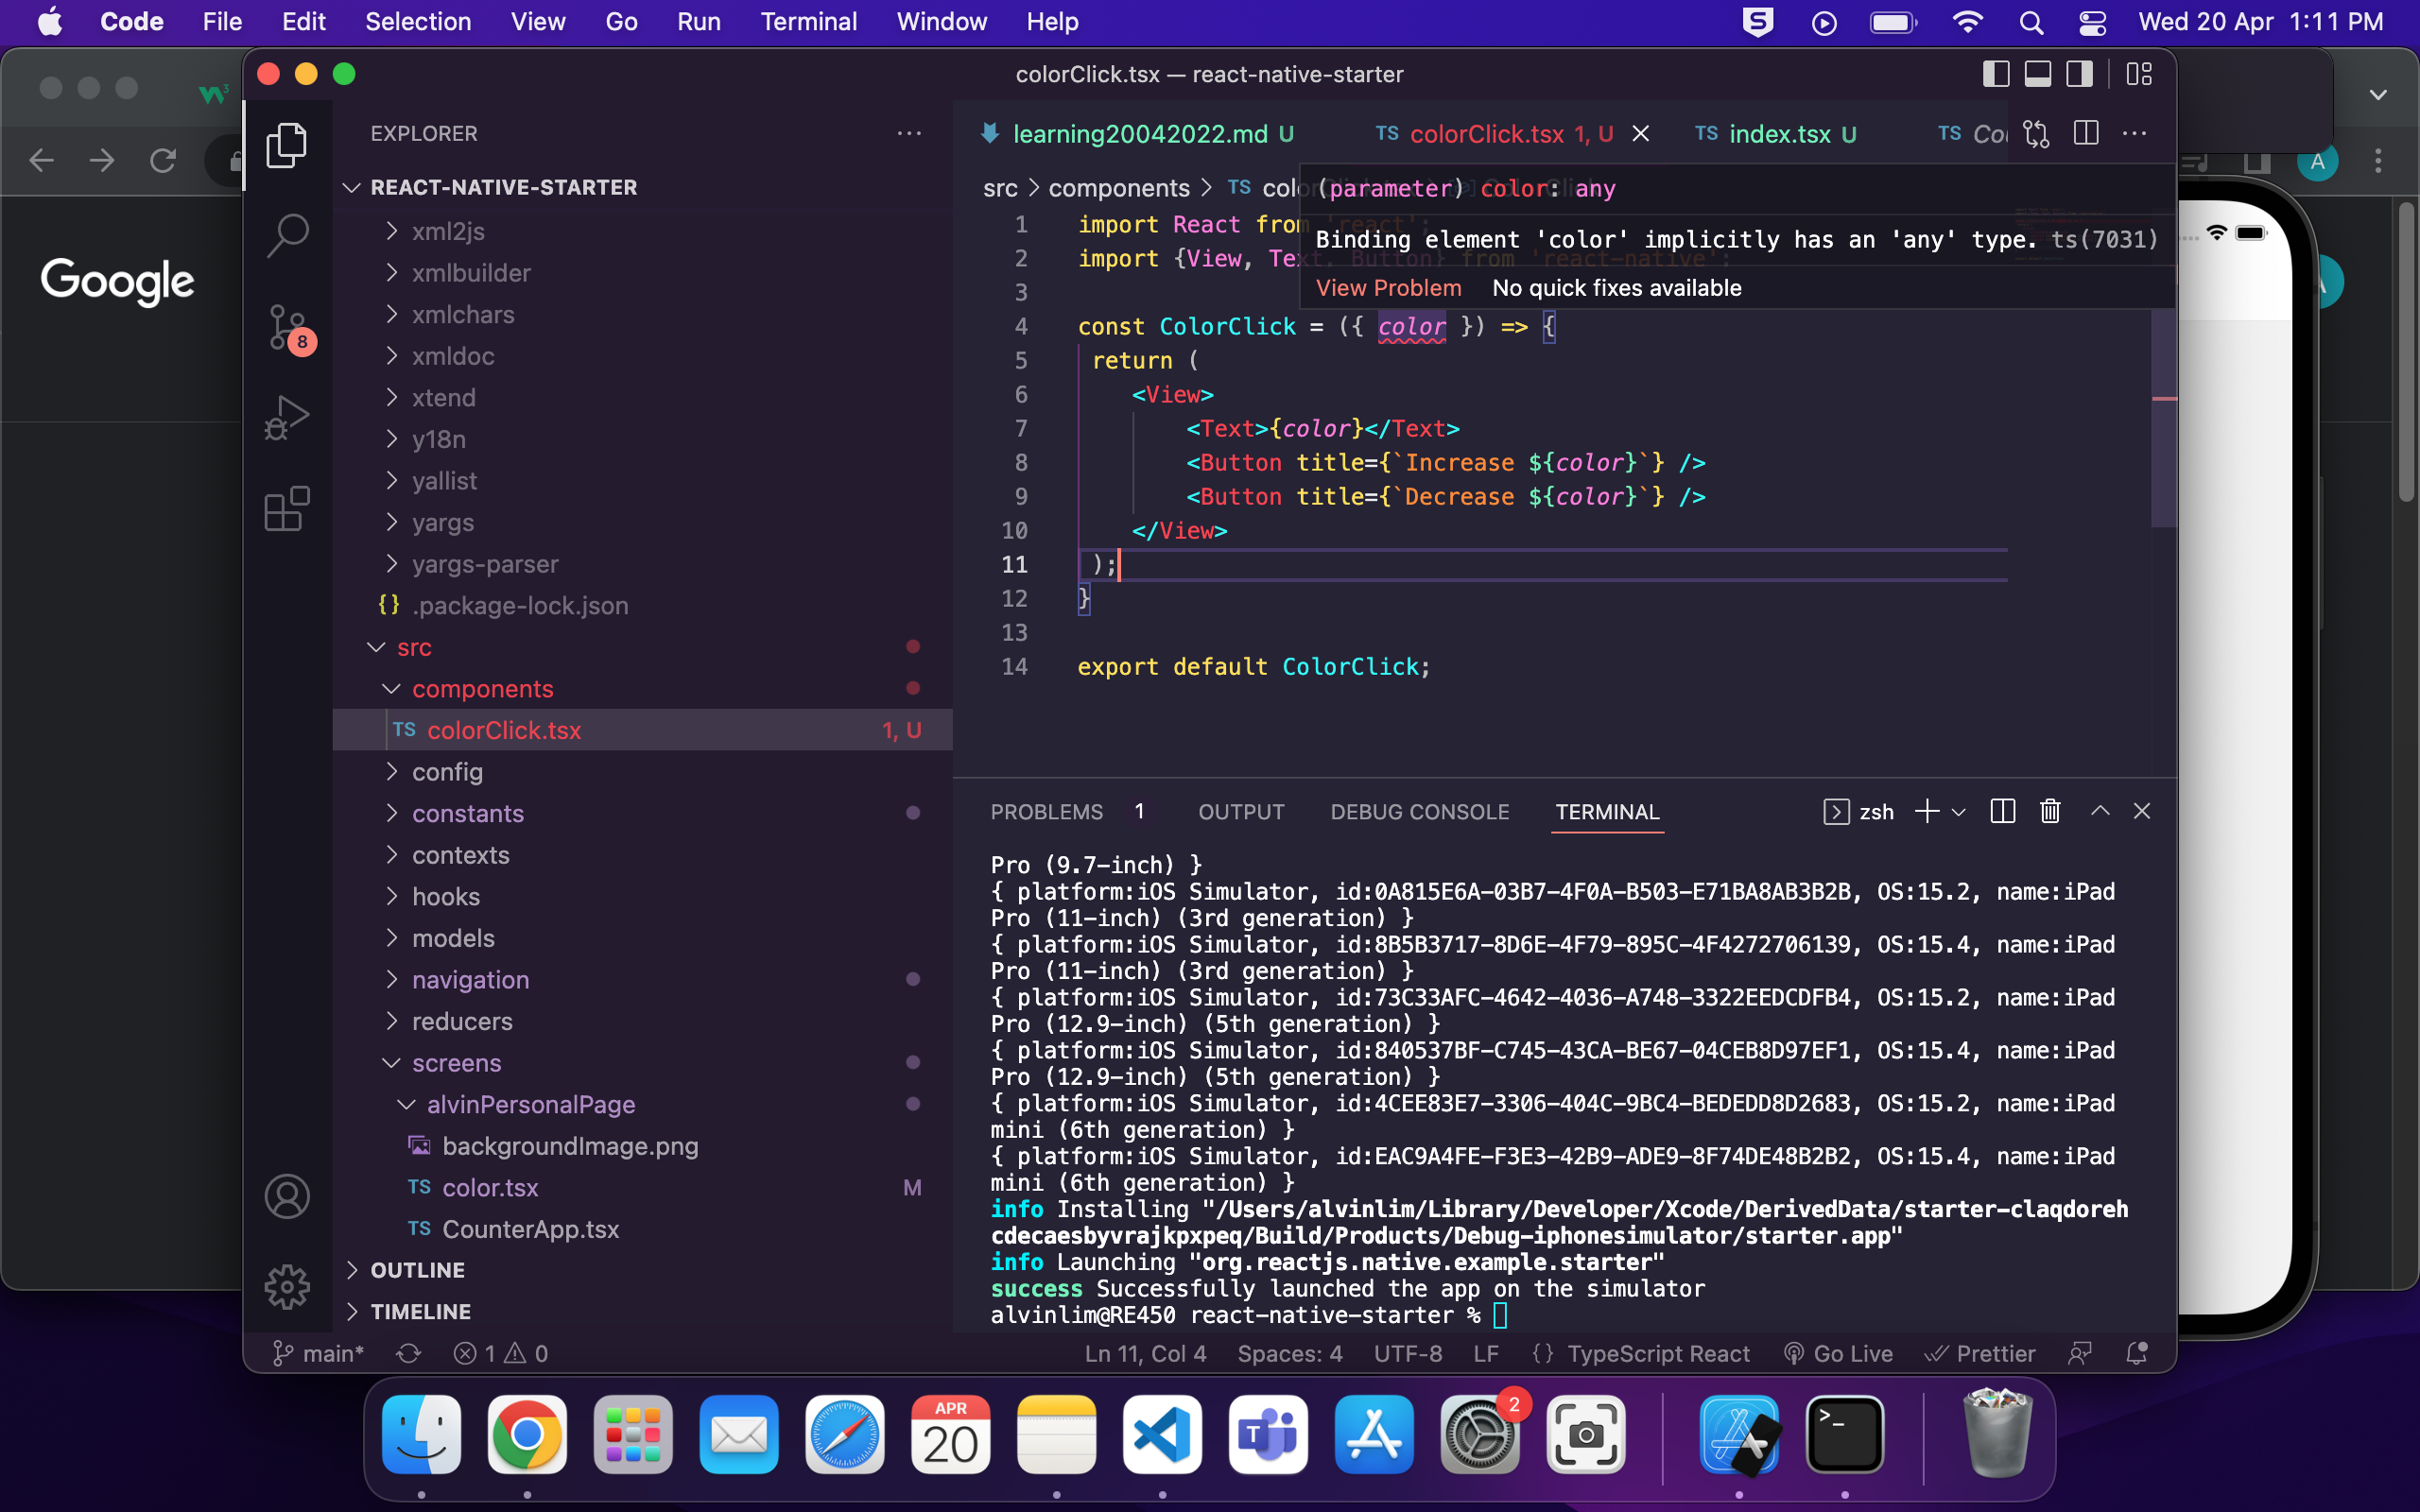 Code File Edit Selection View Go Run Terminal Window Help
Wed 20 Apr 1:11 PM
colorClick.tsx — react-native-starter
Google
EXPLORER
REACT-NATIVE-STARTER
xml2js
xmlbuilder
xmlchars
xmldoc
xtend
y18n
yallist
yargs
yargs-parser
{} .package-lock.json
src
components
TS colorClick.tsx 1, U
config
constants
contexts
hooks
models
navigation
reducers
screens
alvinPersonalPage
backgroundImage.png
TS color.tsx M
TS CounterApp.tsx
OUTLINE
TIMELINE
8
learning20042022.md U
TS colorClick.tsx 1, U
TS index.tsx U
TS Cou
src > components > TS
(parameter) color: any
Binding element 'color' implicitly has an 'any' type. ts(7031)
View Problem No quick fixes available
1 import React from 'react';
2 import {View, Text, Button} from 'react-native';
3
4 const ColorClick = ({ color }) => {
5 return (
6 <View>
7 <Text>{color}</Text>
8 <Button title={`Increase ${color}`} />
9 <Button title={`Decrease ${color}`} />
10 </View>
11 );
12 }
13
14 export default ColorClick;
PROBLEMS 1 OUTPUT DEBUG CONSOLE TERMINAL
zsh
Pro (9.7-inch) }
{ platform:iOS Simulator, id:0A815E6A-03B7-4F0A-B503-E71BA8AB3B2B, OS:15.2, name:iPad
Pro (11-inch) (3rd generation) }
{ platform:iOS Simulator, id:8B5B3717-8D6E-4F79-895C-4F4272706139, OS:15.4, name:iPad
Pro (11-inch) (3rd generation) }
{ platform:iOS Simulator, id:73C33AFC-4642-4036-A748-3322EEDCDFB4, OS:15.2, name:iPad
Pro (12.9-inch) (5th generation) }
{ platform:iOS Simulator, id:840537BF-C745-43CA-BE67-04CEB8D97EF1, OS:15.4, name:iPad
Pro (12.9-inch) (5th generation) }
{ platform:iOS Simulator, id:4CEE83E7-3306-404C-9BC4-BEDEDD8D2683, OS:15.2, name:iPad
mini (6th generation) }
{ platform:iOS Simulator, id:EAC9A4FE-F3E3-42B9-ADE9-8F74DE48B2B2, OS:15.4, name:iPad
mini (6th generation) }
info Installing "/Users/alvinlim/Library/Developer/Xcode/DerivedData/starter-claqdoreh
cdecaesbyvrajkpxpeq/Build/Products/Debug-iphonesimulator/starter.app"
info Launching "org.reactjs.native.example.starter"
success Successfully launched the app on the simulator
alvinlim@RE450 react-native-starter %
main* 1 0
Ln 11, Col 4 Spaces: 4 UTF-8 LF {} TypeScript React Go Live Prettier
A
APR
20
T
2
>_